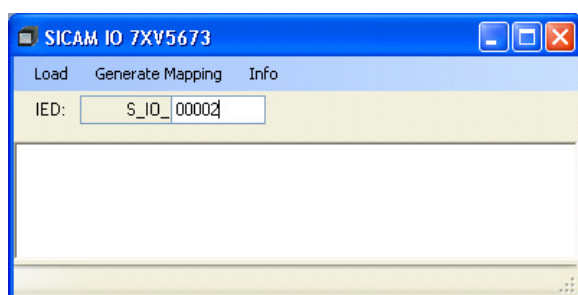 SICAM IO 7XV5673
Load Generate Mapping Info
IED: S_IO_ 00002